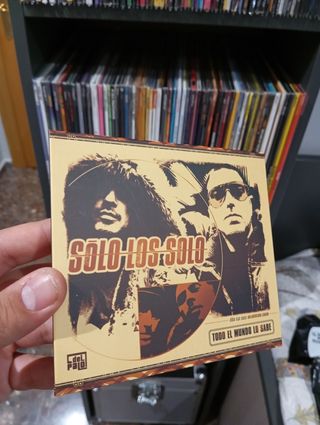 SOLO LOS SOLO
TODO EL MUNDO LO SABE
del
PALO